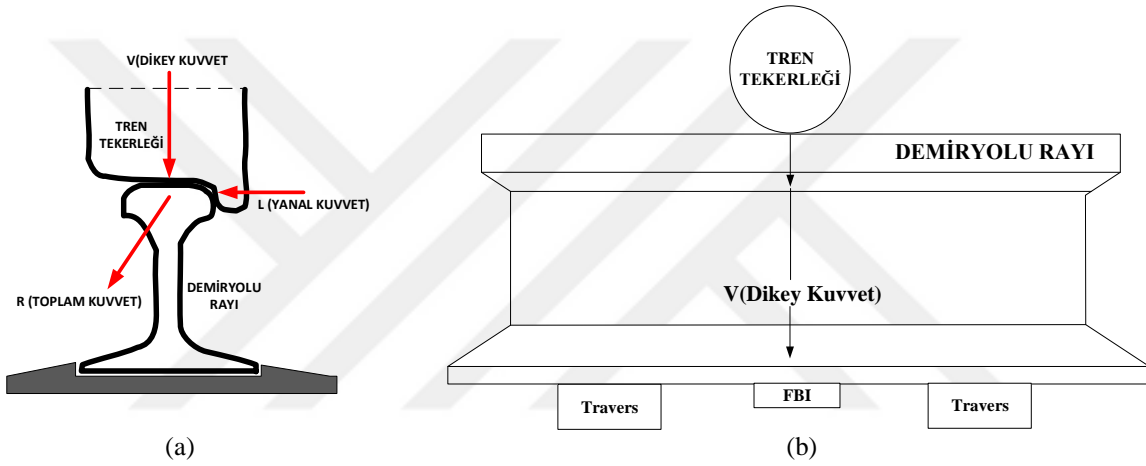 V(DİKEY KUVVET
TREN
TEKERLEĞİ
L (YANAL KUVVET)
R (TOPLAM KUVVET)
DEMİRYOLU
RAYI
(a)
TREN
TEKERLEĞİ
DEMİRYOLU RAYI
V(Dikey Kuvvet)
Travers
FBI
Travers
(b)